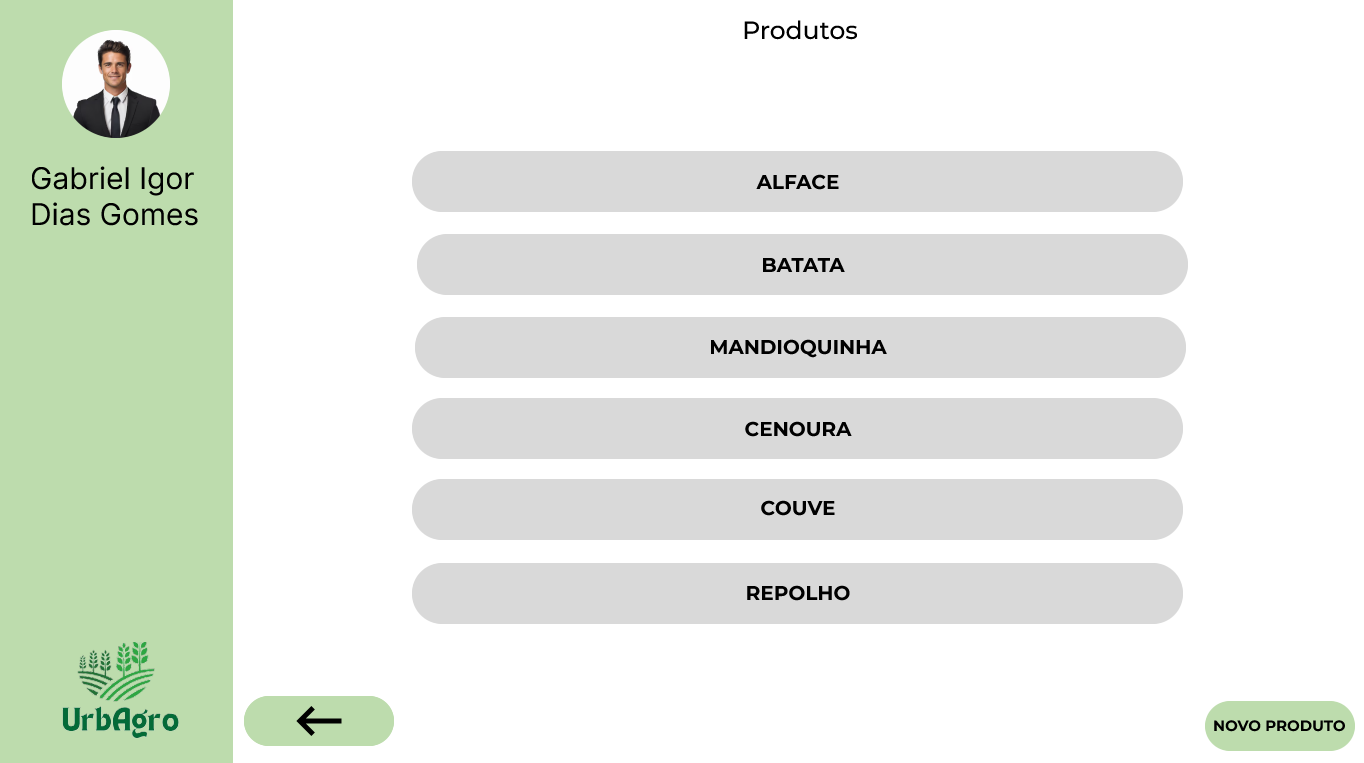 Produtos
Gabriel Igor
Dias Gomes
ALFACE
BATATA
MANDIOQUINHA
CENOURA
COUVE
REPOLHO
UrbAgro
NOVO PRODUTO